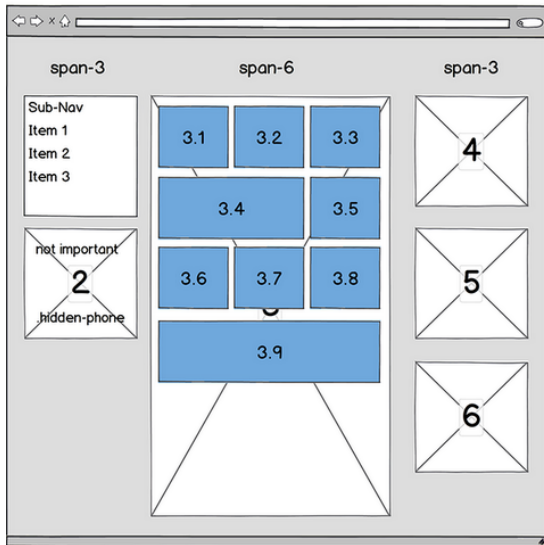 span-3
span-6
span-3
Sub-Nav
Item 1
Item 2
Item 3
not important
2
.hidden-phone
3.1
3.2
3.3
3.4
3.5
3.6
3.7
3.8
3.9
4
5
6